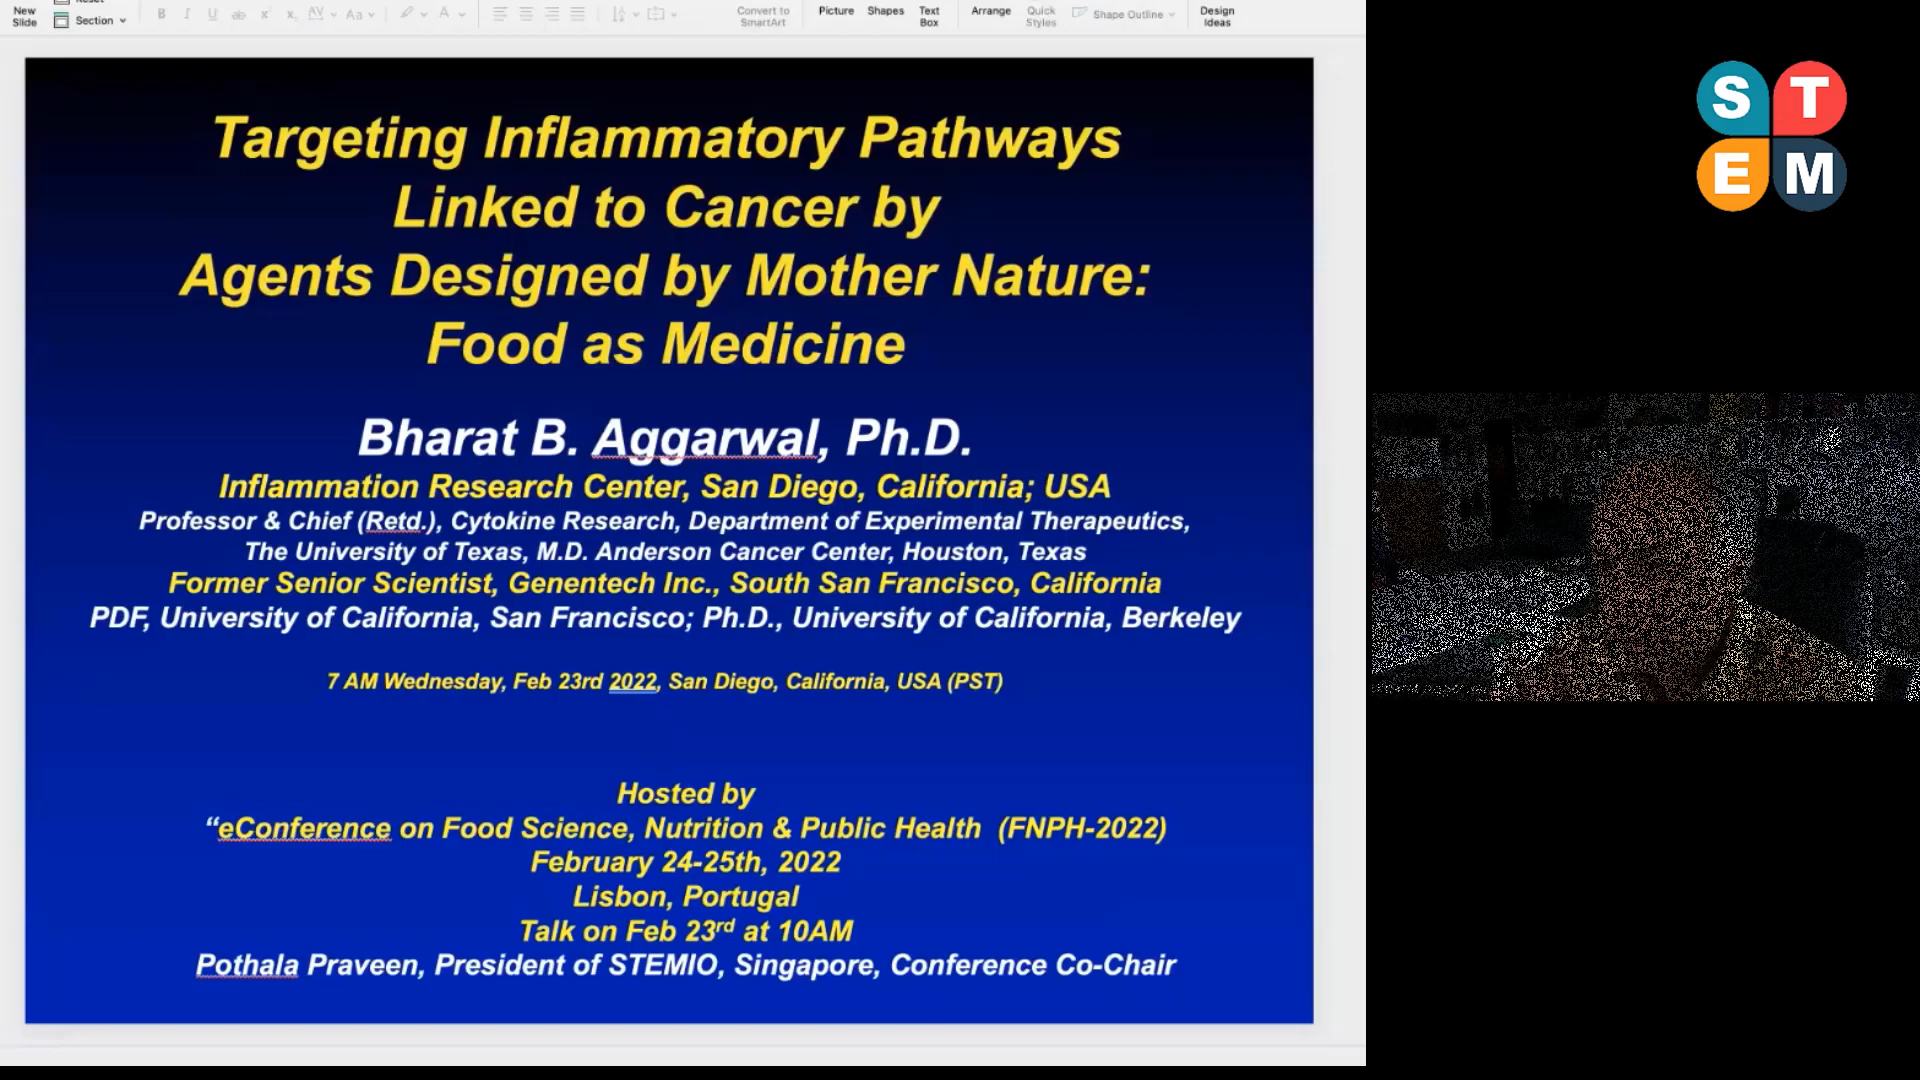 New
Slide
Section
Convert to
SmartArt
Picture
Shapes
Text
Box
Arrange
Quick
Styles
Shape Outline
Design
Ideas
Targeting Inflammatory Pathways
Linked to Cancer by
Agents Designed by Mother Nature:
Food as Medicine
Bharat B. Aggarwal, Ph.D.
Inflammation Research Center, San Diego, California; USA
Professor & Chief (Retd.), Cytokine Research, Department of Experimental Therapeutics,
The University of Texas, M.D. Anderson Cancer Center, Houston, Texas
Former Senior Scientist, Genentech Inc., South San Francisco, California
PDF, University of California, San Francisco; Ph.D., University of California, Berkeley
7 AM Wednesday, Feb 23rd 2022, San Diego, California, USA (PST)
Hosted by
“eConference on Food Science, Nutrition & Public Health (FNPH-2022)
February 24-25th, 2022
Lisbon, Portugal
Talk on Feb 23rd at 10AM
Pothala Praveen, President of STEMIO, Singapore, Conference Co-Chair
S T
E M